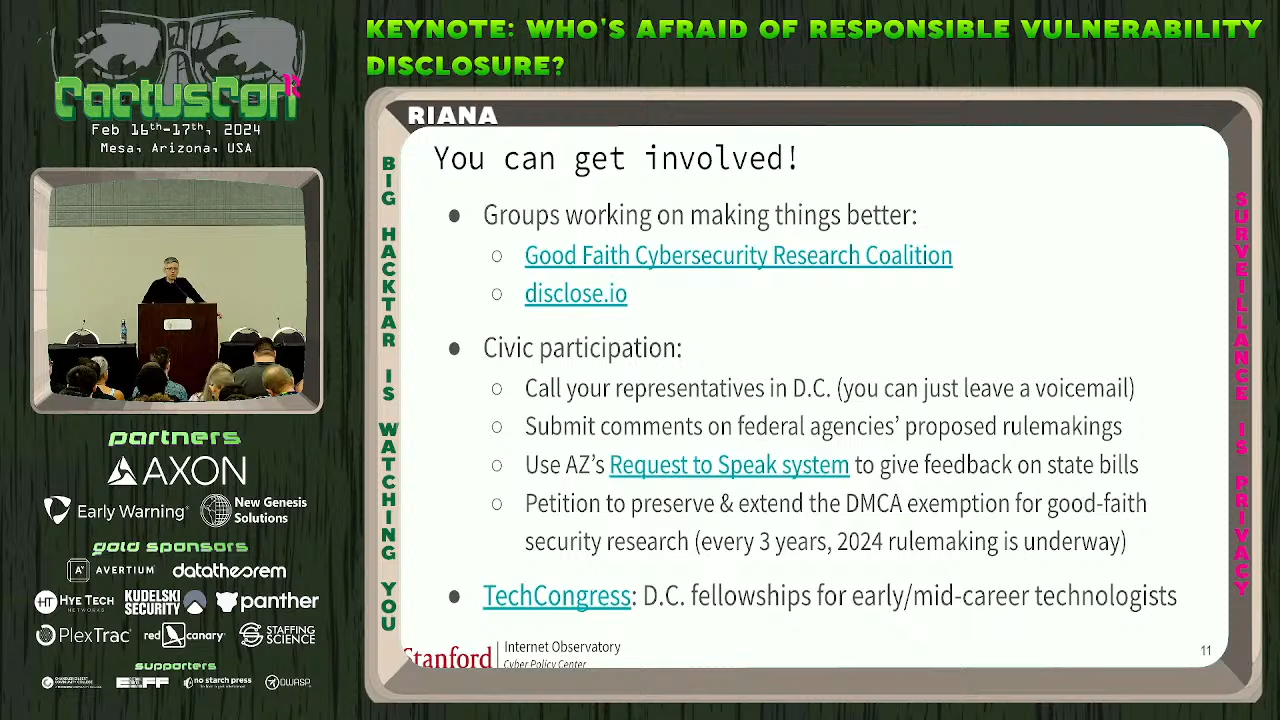 KEYNOTE: WHO'S AFRAID OF RESPONSIBLE VULNERABILITY
DISCLOSURE?
CactusCon
Feb 16th-17th, 2024
Mesa, Arizona, USA
RIANA
BIG HACKTAR IS WATCHING YOU
You can get involved!
● Groups working on making things better:
○ Good Faith Cybersecurity Research Coalition
○ disclose.io
● Civic participation:
○ Call your representatives in D.C. (you can just leave a voicemail)
○ Submit comments on federal agencies' proposed rulemakings
○ Use AZ's Request to Speak system to give feedback on state bills
○ Petition to preserve & extend the DMCA exemption for good-faith
security research (every 3 years, 2024 rulemaking is underway)
● TechCongress: D.C. fellowships for early/mid-career technologists
Stanford
Internet Observatory
Cyber Policy Center
11
SURVEILLANCE IS PRIVACY
partners
AXON
Early Warning
New Genesis
Solutions
gold sponsors
AVERTIUM
datatheorem
HT HYE TECH
NETWORKS
KUDELSKI
SECURITY
panther
PlexTrac
red canary
STAFFING
SCIENCE
supporters
EFF
no starch press
OWASP